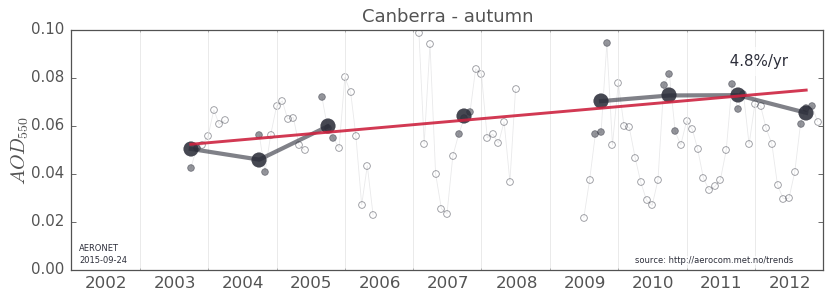 Canberra - autumn
0.10
0.08
0.06
0.04
0.02
0.00
AOD550
4.8%/yr
AERONET
2015-09-24
source: http://aerocom.met.no/trends
2002 2003 2004 2005 2006 2007 2008 2009 2010 2011 2012